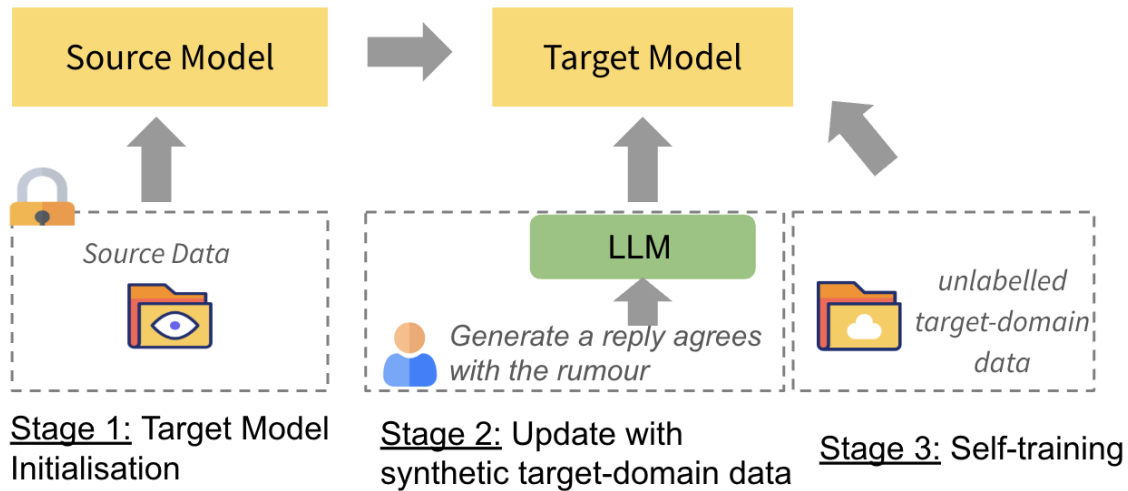 Source Model
Target Model
Source Data
LLM
Generate a reply agrees
with the rumour
unlabelled
target-domain
data
Stage 1: Target Model
Initialisation
Stage 2: Update with
synthetic target-domain data
Stage 3: Self-training